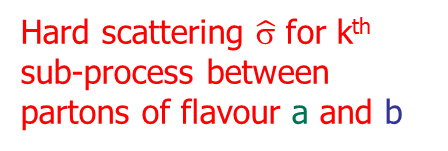 Hard scattering σ̂ for kᵗʰ
sub-process between
partons of flavour a and b